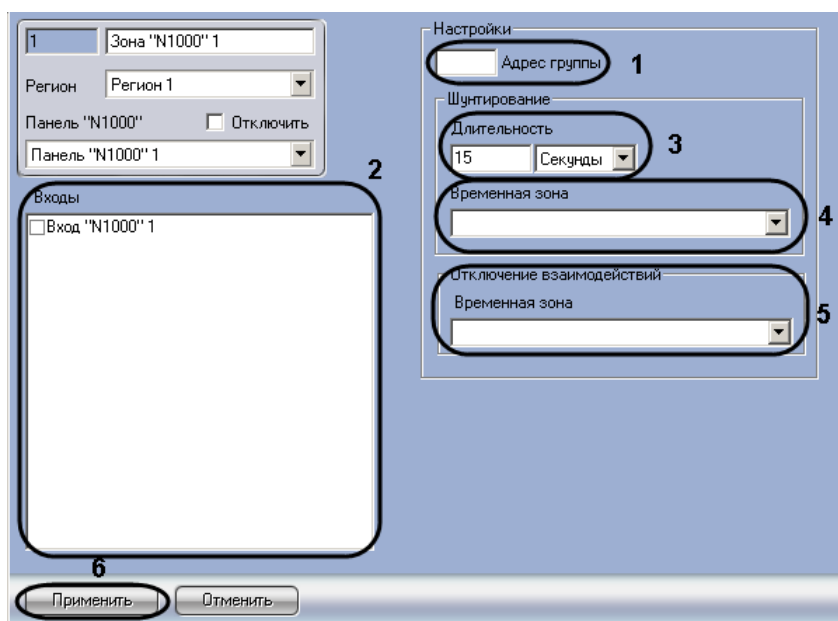 1 Зона "N1000" 1
Регион Регион 1
Панель "N1000" Отключить
Панель "N1000" 1
2
Входы
Вход "N1000" 1
Настройки
Адрес группы 1
Шунтирование
Длительность
15 Секунды 3
Временная зона
4
Отключение взаимодействий
Временная зона
5
6
Применить Отменить